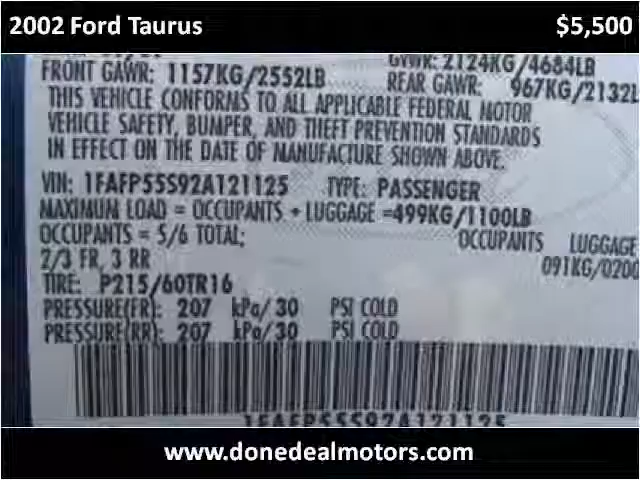 2002 Ford Taurus $5,500
GVWR: 2124KG/4684LB
FRONT GAWR: 1157KG/2552LB REAR GAWR: 967KG/2132L
THIS VEHICLE CONFORMS TO ALL APPLICABLE FEDERAL MOTOR
VEHICLE SAFETY, BUMPER, AND THEFT PREVENTION STANDARDS
IN EFFECT ON THE DATE OF MANUFACTURE SHOWN ABOVE.
VIN: 1FAFP55S92A121125 TYPE: PASSENGER
MAXIMUM LOAD = OCCUPANTS + LUGGAGE =499KG/1100LB
OCCUPANTS = 5/6 TOTAL: OCCUPANTS LUGGAGE
2/3 FR, 3 RR 091KG/0200
TIRE: P215/60TR16
PRESSURE(FR): 207 kPa/30 PSI COLD
PRESSURE(RR): 207 kPa/30 PSI COLD
1FAFP55S92A121125
www.donedealmotors.com